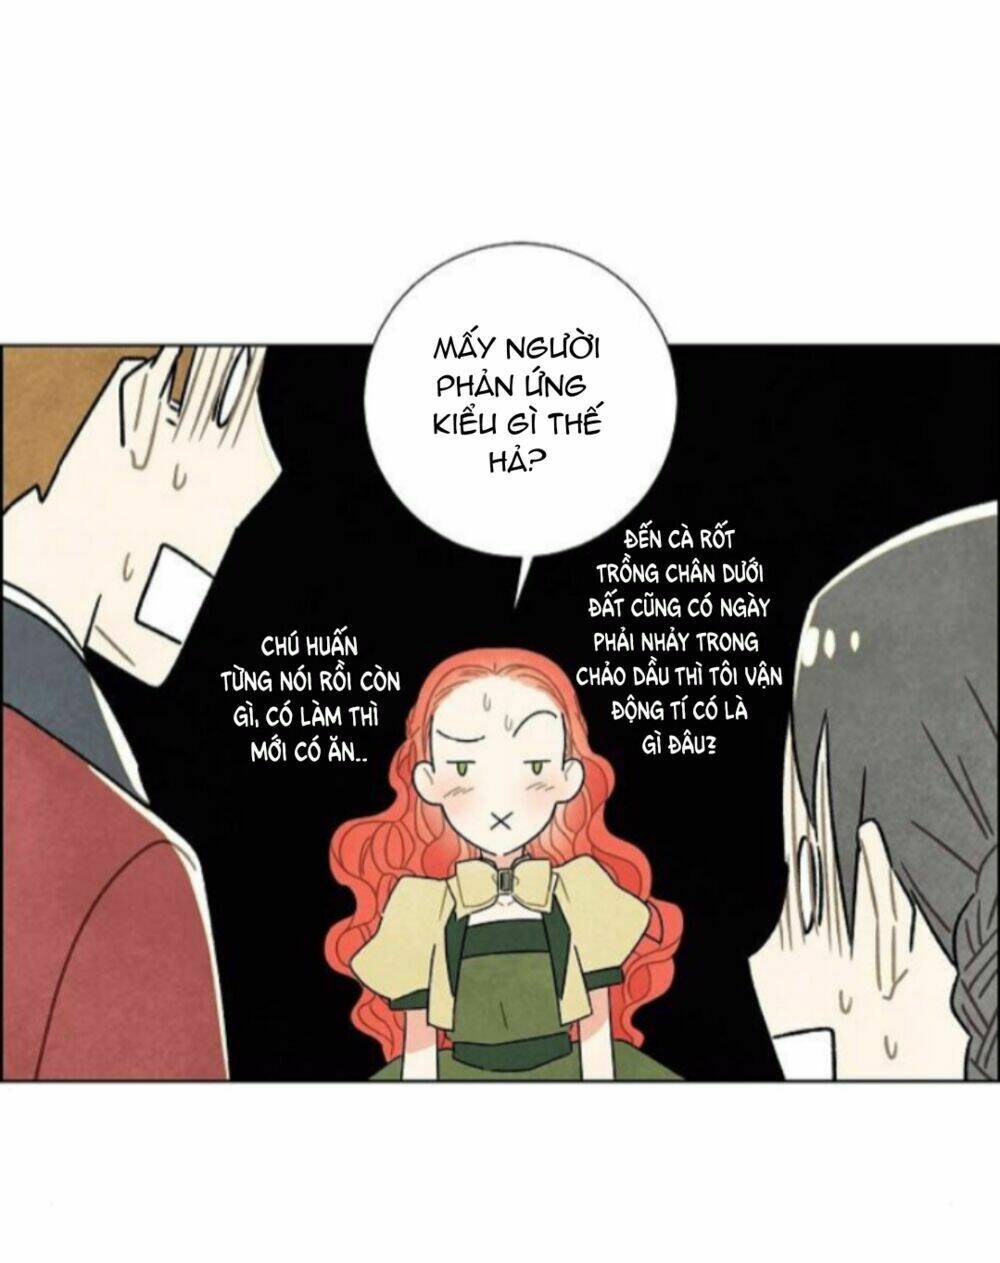 MẤY NGƯỜI
PHẢN ỨNG
KIỂU GÌ THẾ
HẢ?
ĐẾN CÀ RỐT
TRỒNG CHÂN DƯỚI
ĐẤT CŨNG CÓ NGÀY
PHẢI NHẢY TRONG
CHẢO DẦU THÌ TÔI VẬN
ĐỘNG TÍ CÓ LÀ
GÌ ĐÂU?
CHÚ HUẤN
TỪNG NÓI RỒI CÒN
GÌ, CÓ LÀM THÌ
MỚI CÓ ĂN..